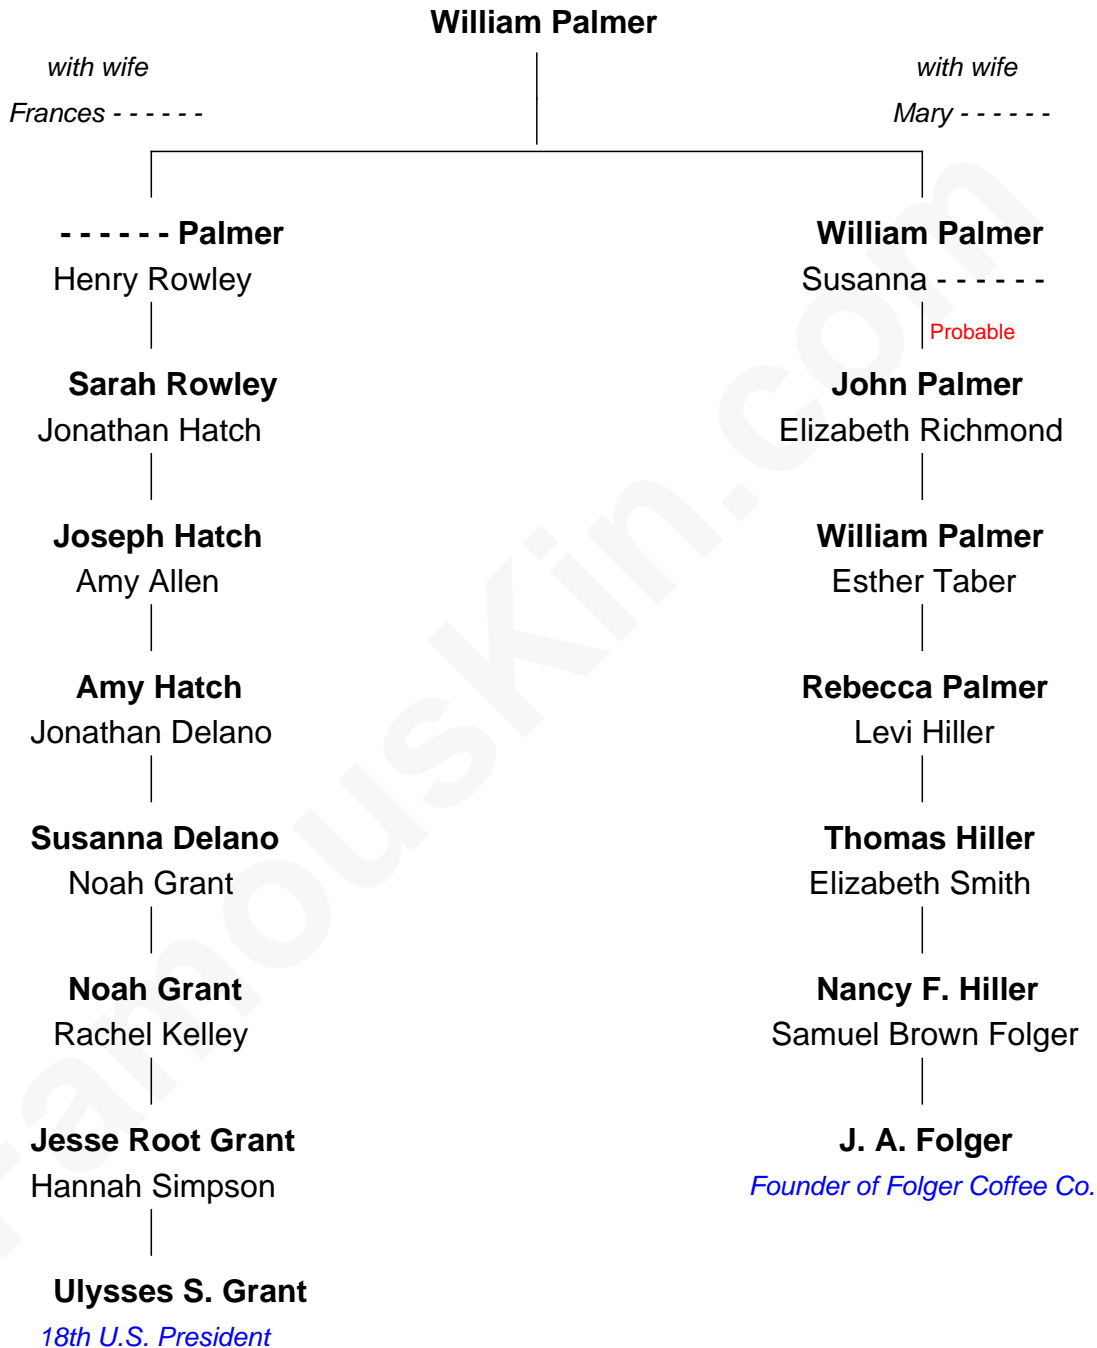 William Palmer
with wife
Frances - - - - - -
with wife
Mary - - - - - -
- - - - - - Palmer
Henry Rowley
William Palmer
Susanna - - - - - -
Probable
Sarah Rowley
Jonathan Hatch
John Palmer
Elizabeth Richmond
Joseph Hatch
Amy Allen
William Palmer
Esther Taber
Amy Hatch
Jonathan Delano
Rebecca Palmer
Levi Hiller
Susanna Delano
Noah Grant
Thomas Hiller
Elizabeth Smith
Noah Grant
Rachel Kelley
Nancy F. Hiller
Samuel Brown Folger
Jesse Root Grant
Hannah Simpson
J. A. Folger
Founder of Folger Coffee Co.
Ulysses S. Grant
18th U.S. President
FamousKin.com